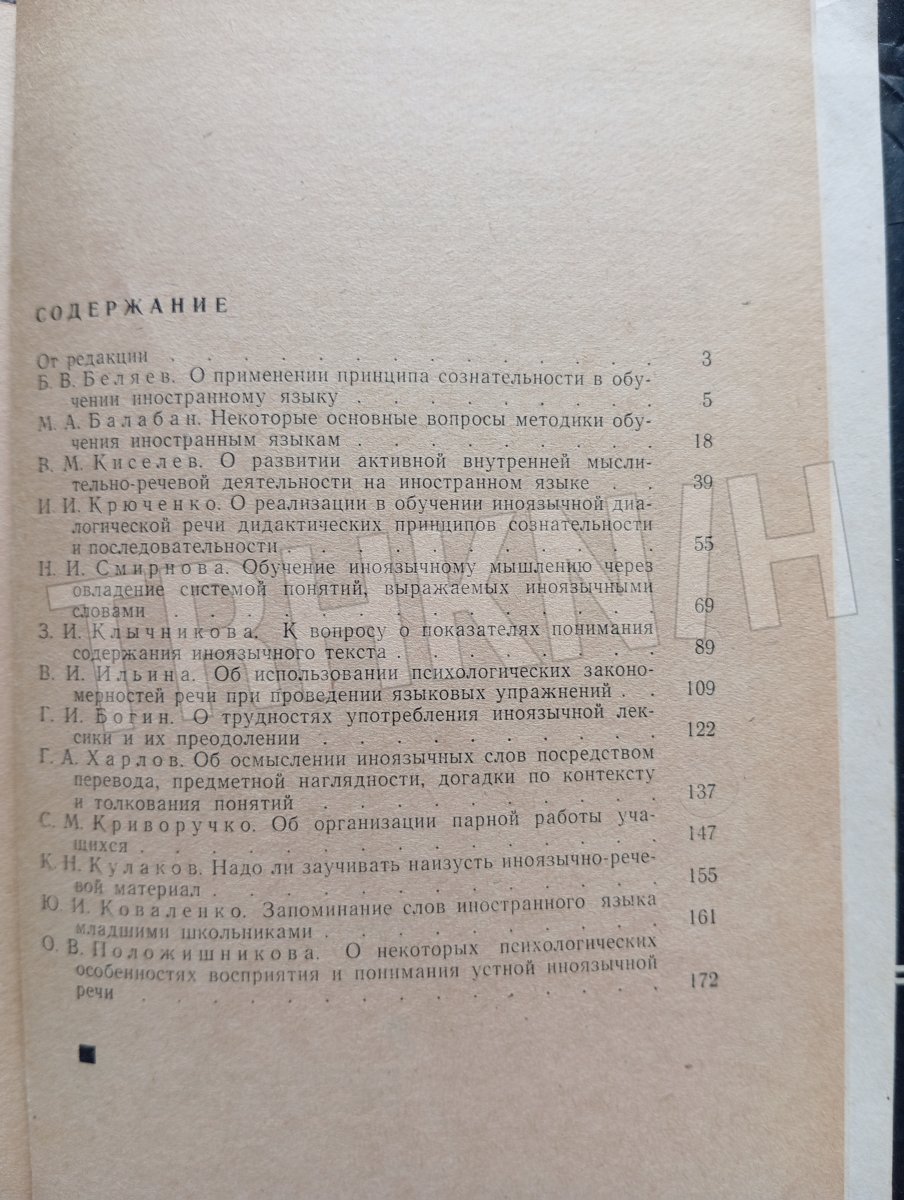 СОДЕРЖАНИЕ
От редакции . . . . . . . . . . . . . . . . 3
Б. В. Беляев. О применении принципа сознательности в обу-
чении иностранному языку . . . . . . . . . . 5
М. А. Балабан. Некоторые основные вопросы методики обу-
чения иностранным языкам . . . . . . . . . . 18
В. М. Киселев. О развитии активной внутренней мысли-
тельно-речевой деятельности на иностранном языке . . 39
И. И. Крюченко. О реализации в обучении иноязычной диа-
логической речи дидактических принципов сознательности
и последовательности . . . . . . . . . . . . 55
Н. И. Смирнова. Обучение иноязычному мышлению через
овладение системой понятий, выражаемых иноязычными
словами . . . . . . . . . . . . . . . . 69
З. И. Клычникова. К вопросу о показателях понимания
содержания иноязычного текста . . . . . . . . . 89
В. И. Ильина. Об использовании психологических законо-
мерностей речи при проведении языковых упражнений . . 109
Г. И. Богин. О трудностях употребления иноязычной лек-
сики и их преодолении . . . . . . . . . . . 122
Г. А. Харлов. Об осмыслении иноязычных слов посредством
перевода, предметной наглядности, догадки по контексту
и толкования понятий . . . . . . . . . . . 137
С. М. Криворучко. Об организации парной работы уча-
щихся . . . . . . . . . . . . . . . . 147
К. Н. Кулаков. Надо ли заучивать наизусть иноязычно-рече-
вой материал . . . . . . . . . . . . . . 155
Ю. И. Коваленко. Запоминание слов иностранного языка
младшими школьниками . . . . . . . . . . . 161
О. В. Положишникова. О некоторых психологических
особенностях восприятия и понимания устной иноязычной
речи . . . . . . . . . . . . . . . . . 172